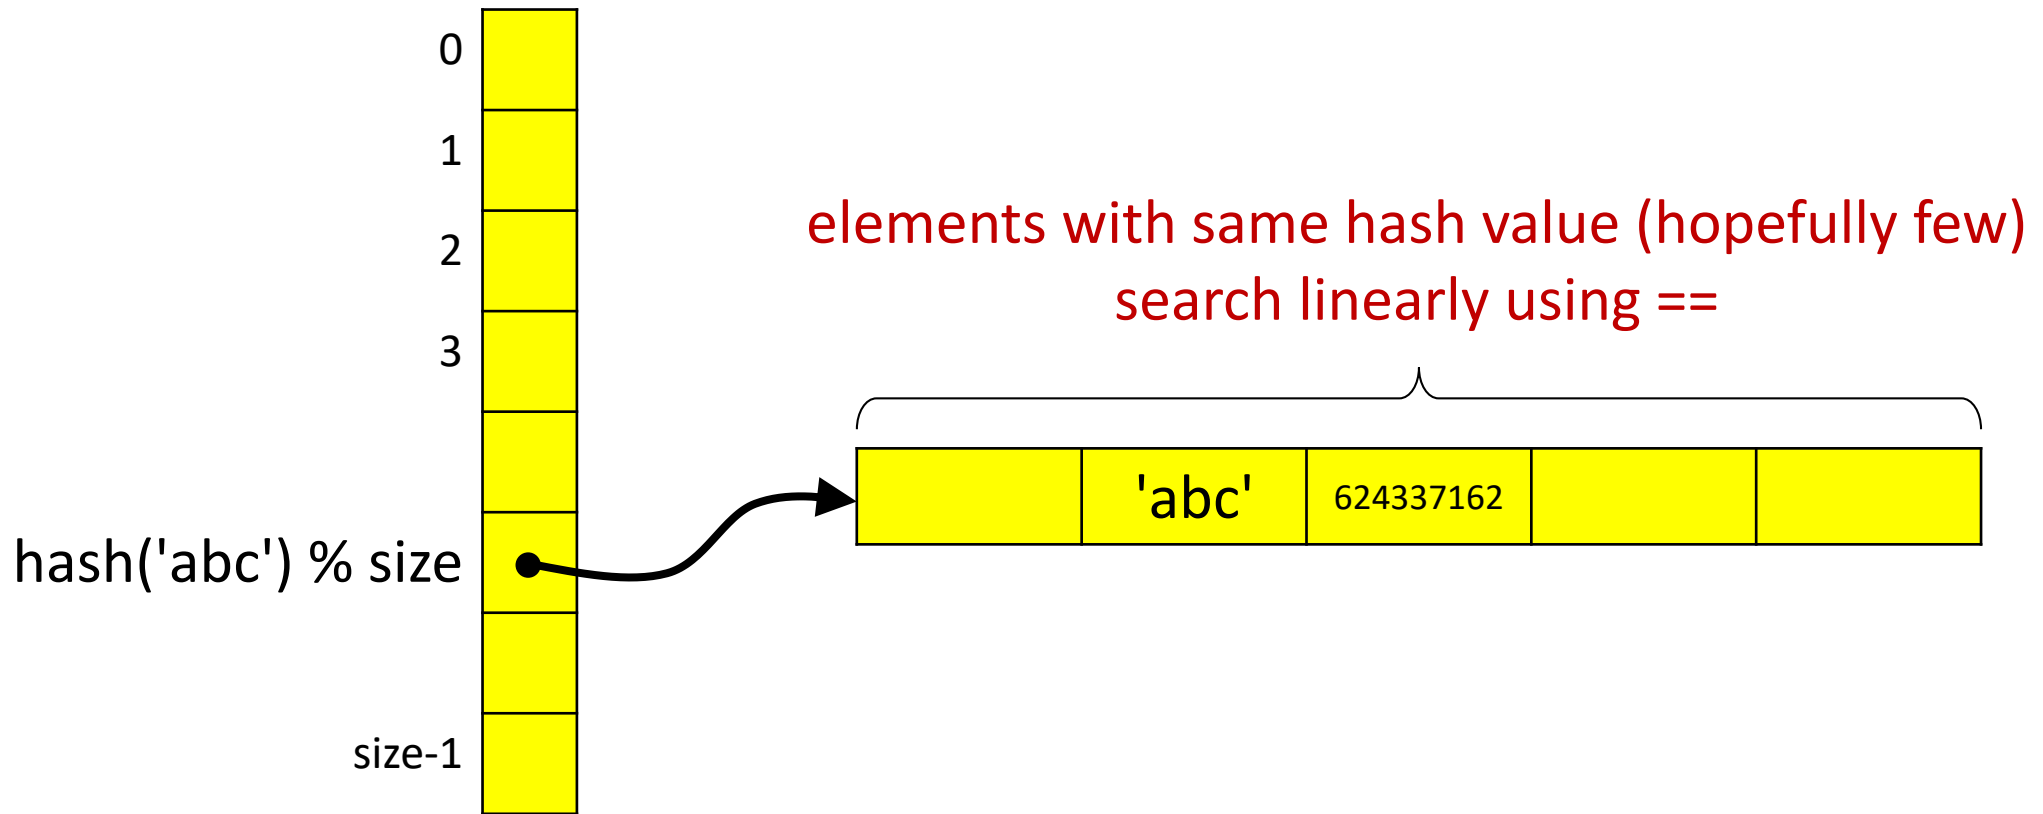 0
1
2
3
elements with same hash value (hopefully few)
search linearly using ==
'abc'
624337162
hash('abc') % size
size-1